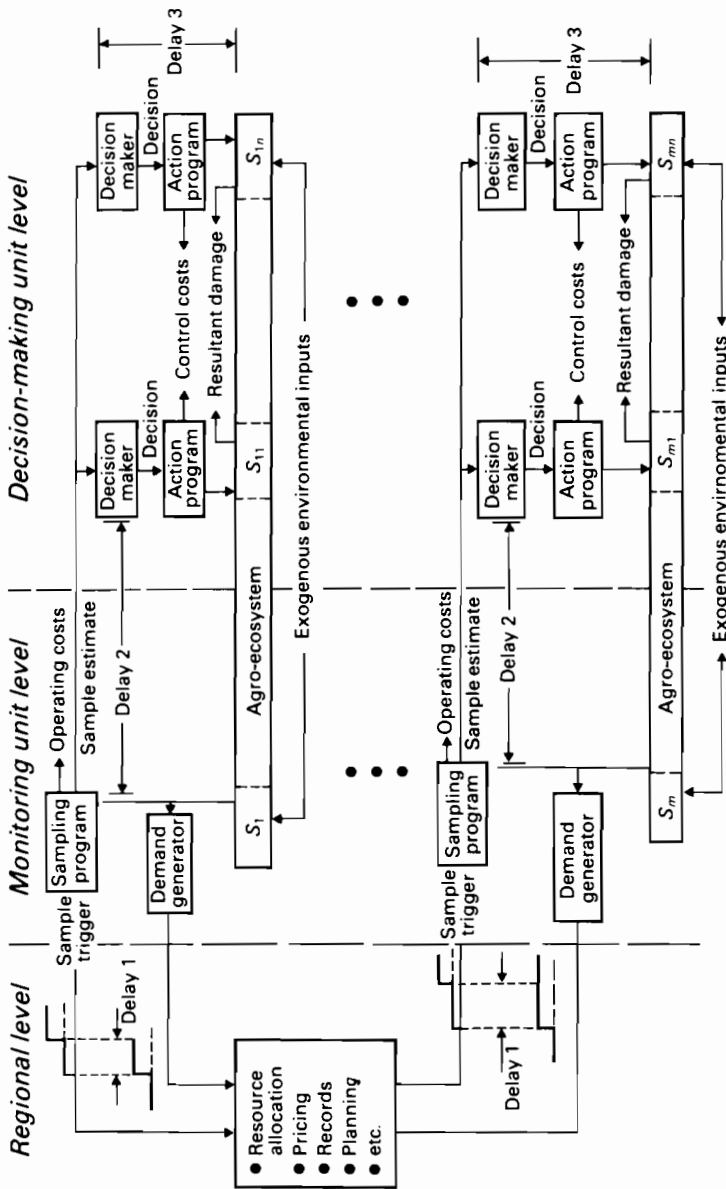 Regional level
Monitoring unit level
Decision-making unit level
Delay 1
Sample
trigger
Sampling
program
Operating costs
Sample estimate
Delay 2
Demand
generator
Decision
maker
Decision
Action
program
Control costs
Resultant damage
Decision
maker
Decision
Action
program
Delay 3
S1
Agro-ecosystem
S11
S1n
Exogenous environmental inputs
● Resource
allocation
● Pricing
● Records
● Planning
● etc.
Delay 1
Sample
trigger
Sampling
program
Operating costs
Sample estimate
Delay 2
Demand
generator
Decision
maker
Decision
Action
program
Control costs
Resultant damage
Decision
maker
Decision
Action
program
Delay 3
Sm
Agro-ecosystem
Sm1
Smn
Exogenous envirnomental inputs